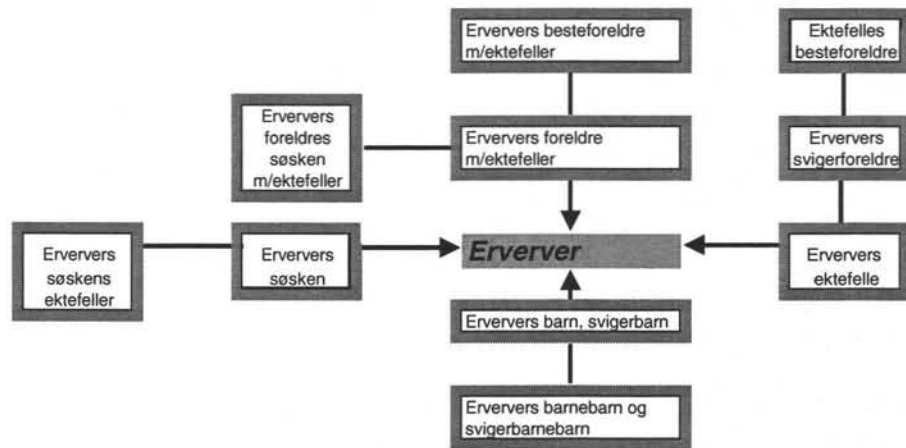 Erververs besteforeldre
m/ektefeller
Ektefelles
besteforeldre
Erververs
foreldres
søsken
m/ektefeller
Erververs foreldre
m/ektefeller
Erververs
svigerforeldre
Erververs
søskens
ektefeller
Erververs
søsken
Erverver
Erververs
ektefelle
Erververs barn, svigerbarn
Erververs barnebarn og
svigerbarnebarn